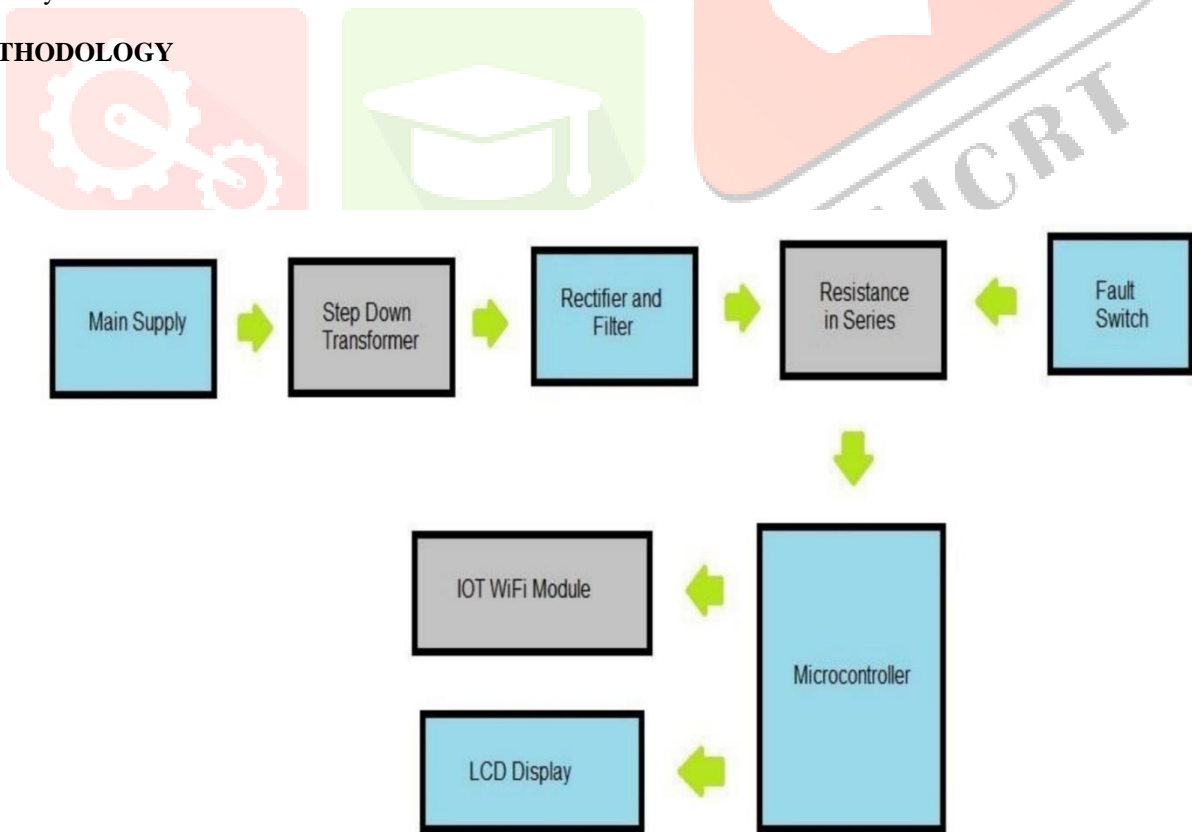 THODOLOGY
IJCRT
Main Supply
Step Down
Transformer
Rectifier and
Filter
Resistance
in Series
Fault
Switch
IOT WiFi Module
Microcontroller
LCD Display